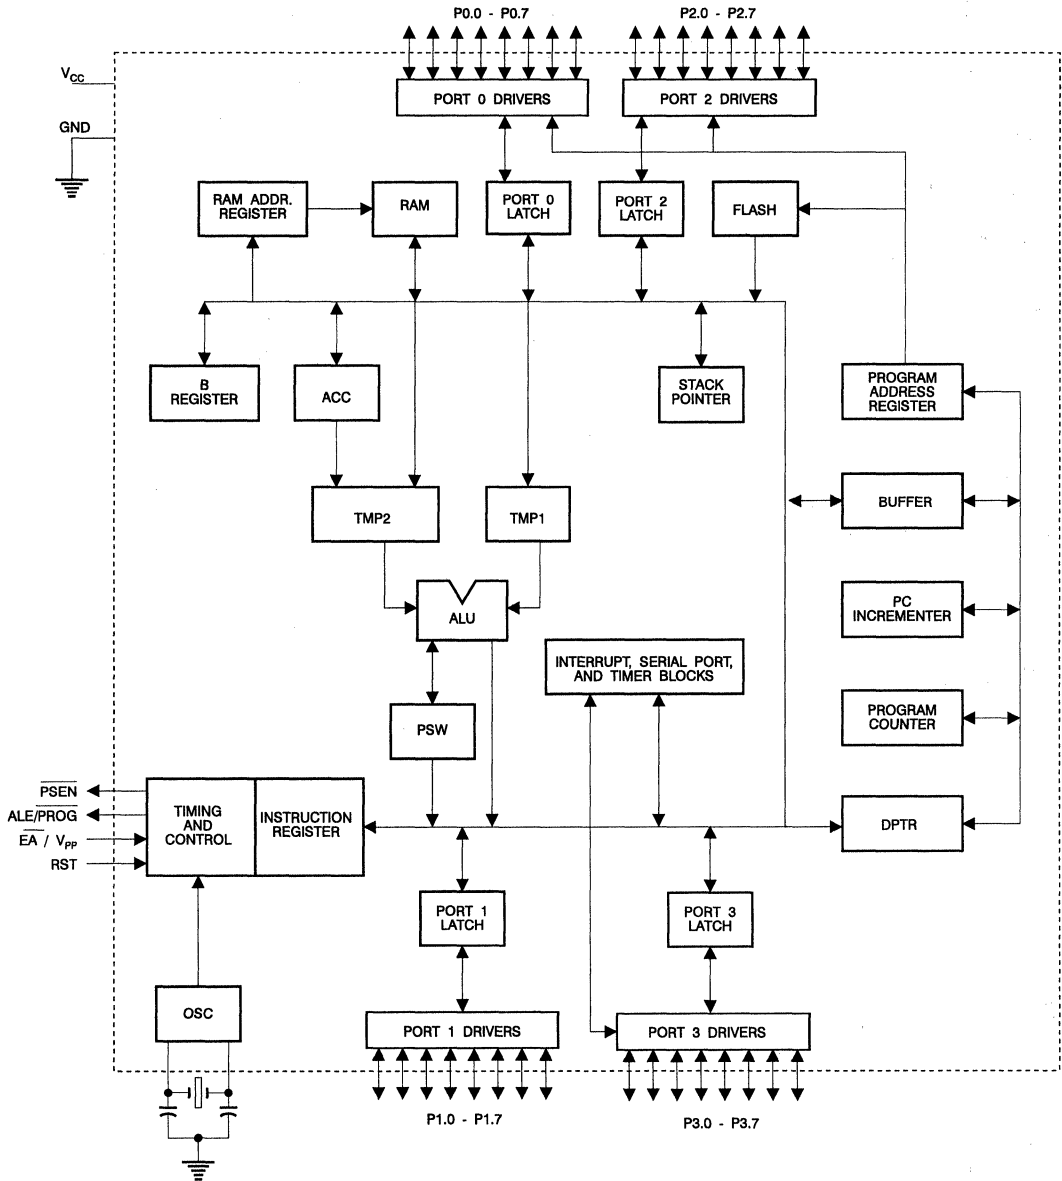 P0.0 - P0.7
P2.0 - P2.7
VCC
PORT 0 DRIVERS
PORT 2 DRIVERS
GND
RAM ADDR.
REGISTER
RAM
PORT 0
LATCH
PORT 2
LATCH
FLASH
B
REGISTER
ACC
STACK
POINTER
PROGRAM
ADDRESS
REGISTER
TMP2
TMP1
BUFFER
ALU
PC
INCREMENTER
INTERRUPT, SERIAL PORT,
AND TIMER BLOCKS
PSW
PROGRAM
COUNTER
PSEN
ALE/PROG
EA / VPP
RST
TIMING
AND
CONTROL
INSTRUCTION
REGISTER
DPTR
PORT 1
LATCH
PORT 3
LATCH
OSC
PORT 1 DRIVERS
PORT 3 DRIVERS
P1.0 - P1.7
P3.0 - P3.7